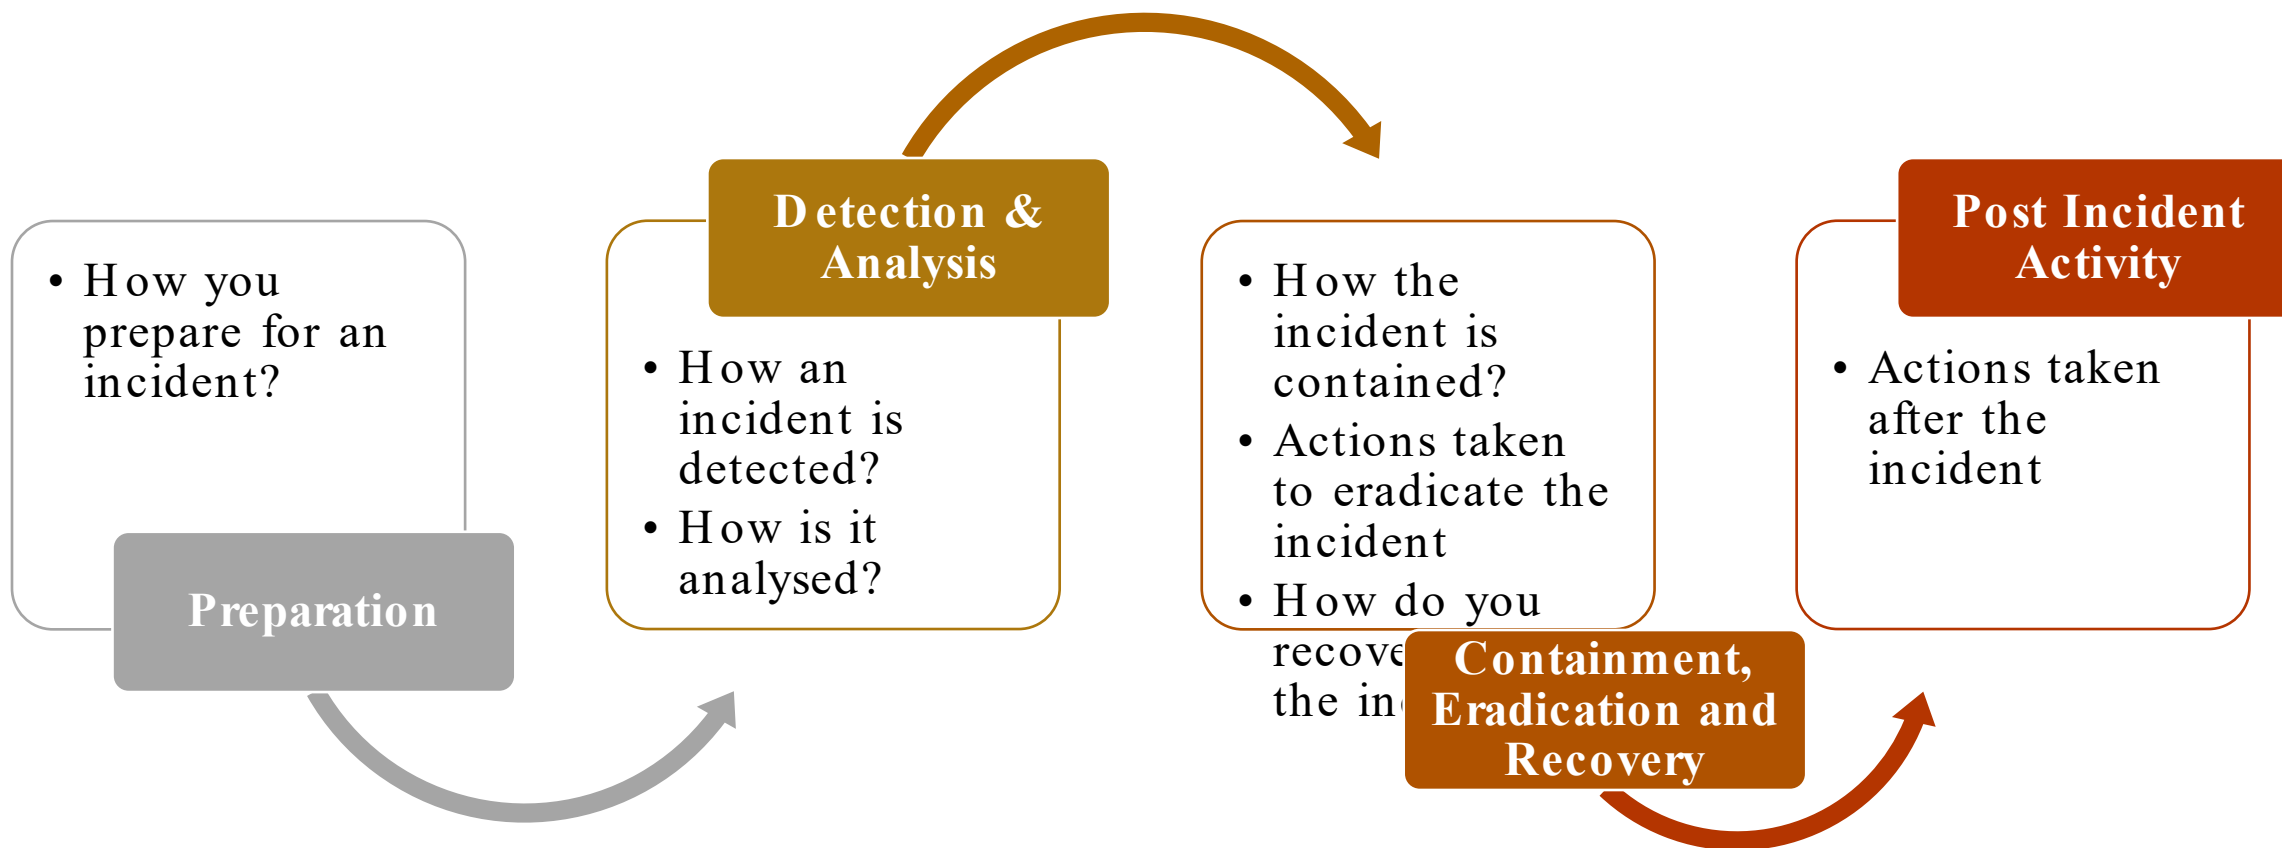 • How you
prepare for an
incident?
Preparation
Detection &
Analysis
• How an
incident is
detected?
• How is it
analysed?
• How the
incident is
contained?
• Actions taken
to eradicate the
incident
• How do you
the
Containment,
Eradication and
Recovery
Post Incident
Activity
• Actions taken
after the
incident